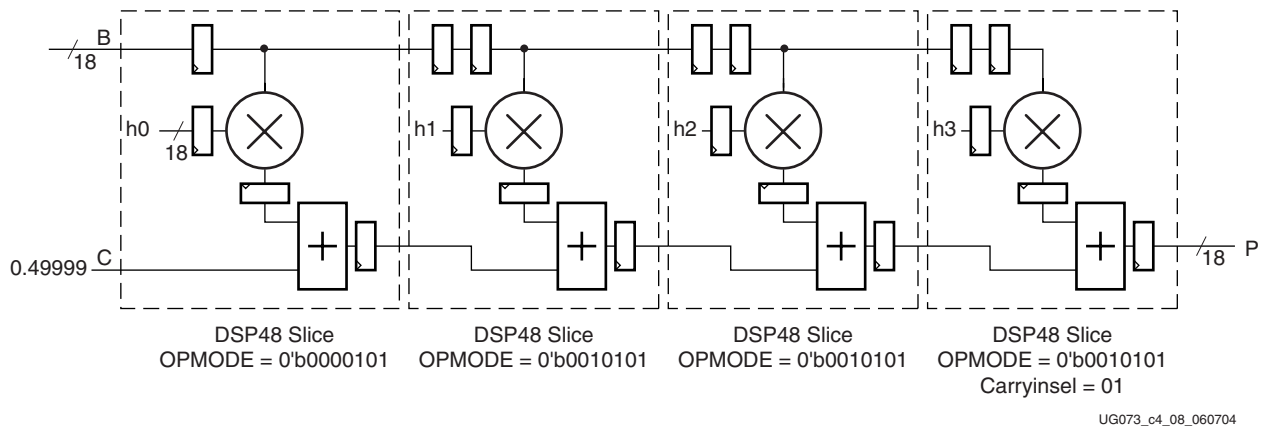 B
18
h0
18
h1
h2
h3
0.49999 C
18
P
DSP48 Slice
OPMODE = 0'b0000101
DSP48 Slice
OPMODE = 0'b0010101
DSP48 Slice
OPMODE = 0'b0010101
DSP48 Slice
OPMODE = 0'b0010101
Carryinsel = 01
UG073_c4_08_060704